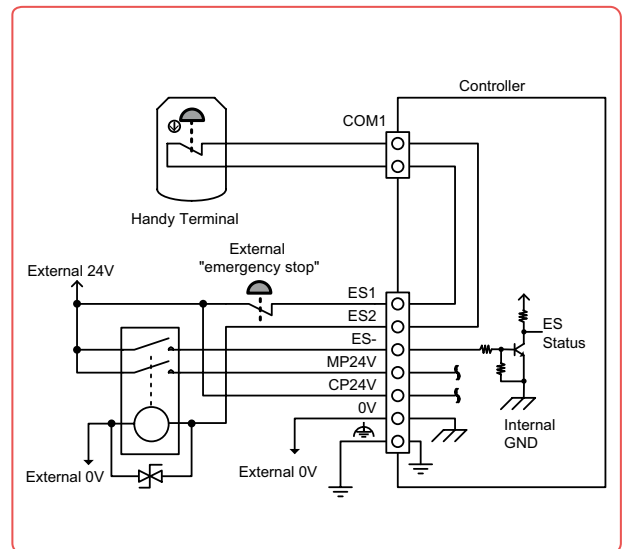 Controller
COM1
Handy Terminal
External
"emergency stop"
External 24V
ES1
ES2
ES-
MP24V
CP24V
0V
ES
Status
Internal
GND
External 0V
External 0V